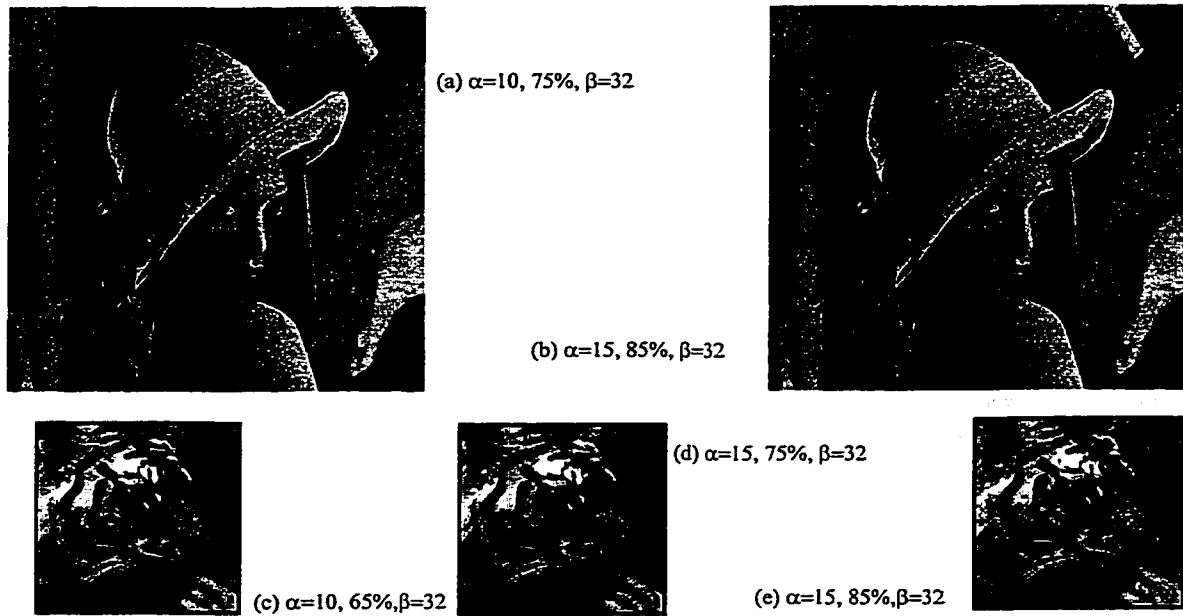 (a) α=10, 75%, β=32
(b) α=15, 85%, β=32
(d) α=15, 75%, β=32
(c) α=10, 65%,β=32
(e) α=15, 85%,β=32